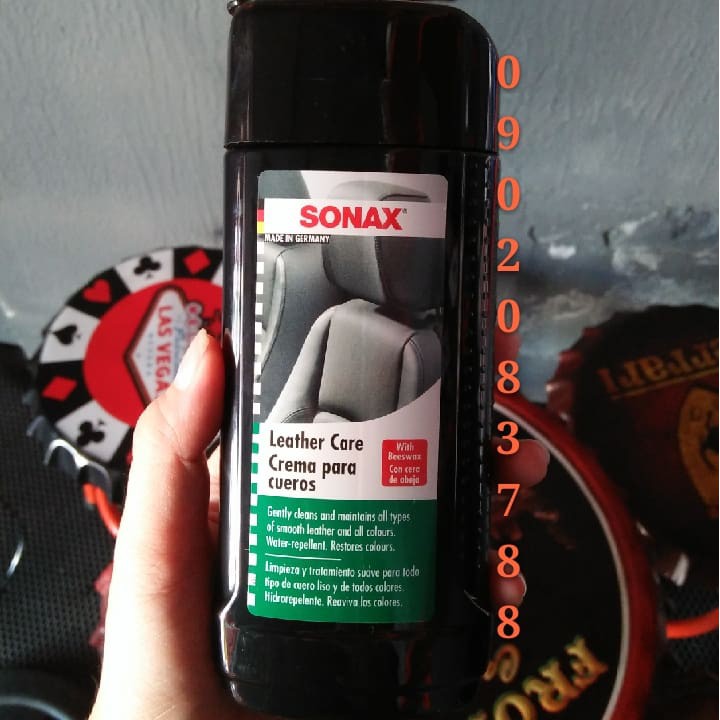 SONAX®
MADE IN GERMANY
Leather Care
Crema para
cueros
With
Beeswax
Con cera
de abeja
Gently cleans and maintains all types
of smooth leather and all colours.
Water-repellent. Restores colours.
Limpieza y tratamiento suave para todo
tipo de cuero liso y de todos colores.
Hidrorepelente. Reaviva los colores.
0
9
0
2
0
8
3
7
8
8
LAS VEGAS